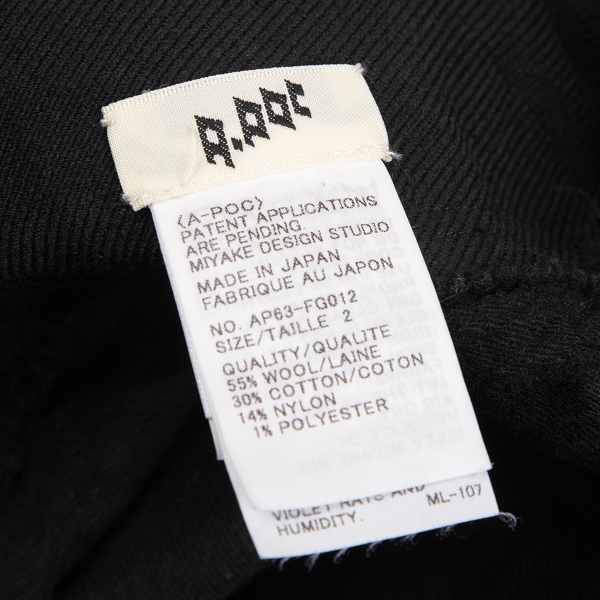 A.POC
〈A-POC〉
PATENT APPLICATIONS
ARE PENDING.
MIYAKE DESIGN STUDIO
MADE IN JAPAN
FABRIQUE AU JAPON
NO. AP63-FG012
SIZE/TAILLE 2
QUALITY/QUALITE
55% WOOL/LAINE
30% COTTON/COTON
14% NYLON
1% POLYESTER
VIOLET RAYS AND
HUMIDITY. ML-107